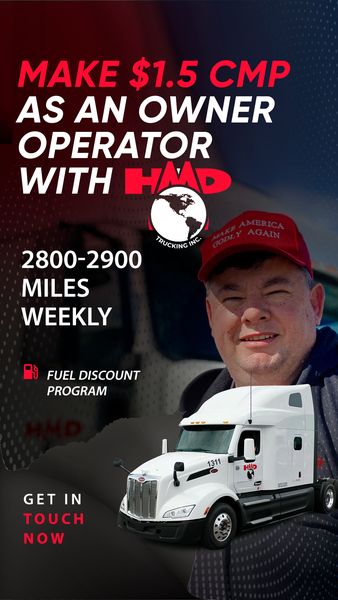 MAKE $1.5 CMP
AS AN OWNER
OPERATOR
WITH HMD
TRUCKING INC.
MAKE AMERICA
GODLY AGAIN
2800-2900
MILES
WEEKLY
FUEL DISCOUNT
PROGRAM
HMD
1311
HMD
GET IN
TOUCH
NOW